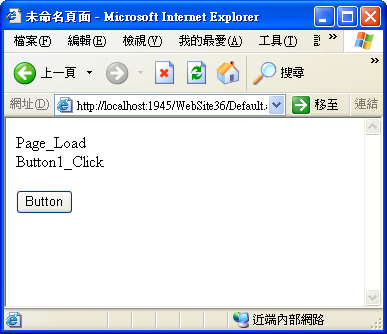 未命名頁面 - Microsoft Internet Explorer
檔案(F) 編輯(E) 檢視(V) 我的最愛(A) 工具(T) »
上一頁 搜尋 »
網址(D) http://localhost:1945/WebSite36/Default.a 移至 連結
Page_Load
Button1_Click
Button
近端內部網路